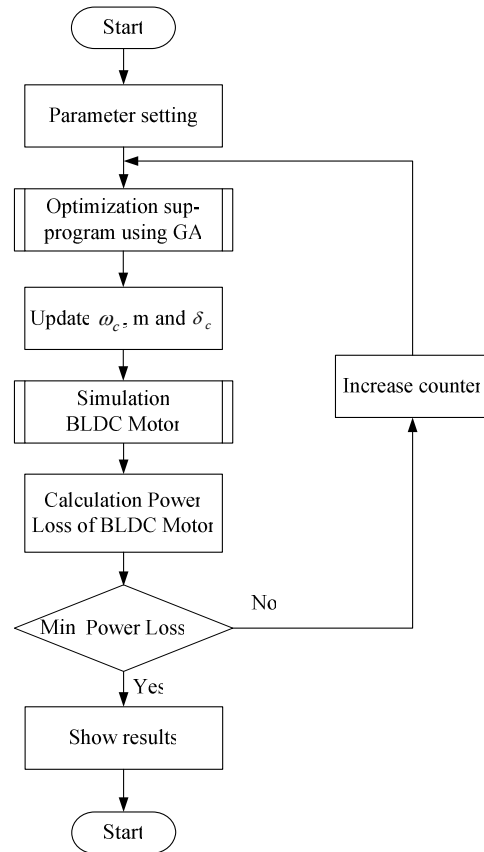 Start
Parameter setting
Optimization sup-
program using GA
Update ω_c, m and δ_c
Simulation
BLDC Motor
Increase counter
Calculation Power
Loss of BLDC Motor
Min Power Loss
No
Yes
Show results
Start